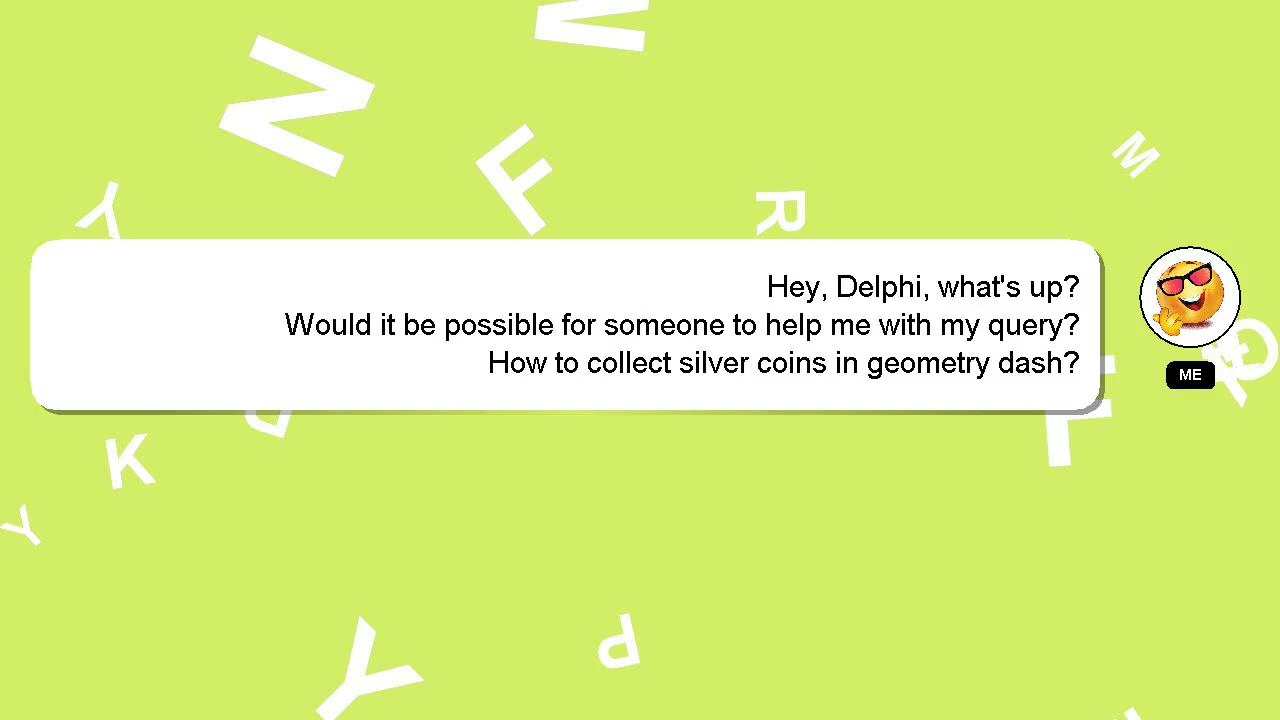 N
N
F
M
Y
R
Hey, Delphi, what's up?
Would it be possible for someone to help me with my query?
How to collect silver coins in geometry dash?
ME
D
L
K
Y
P
Y